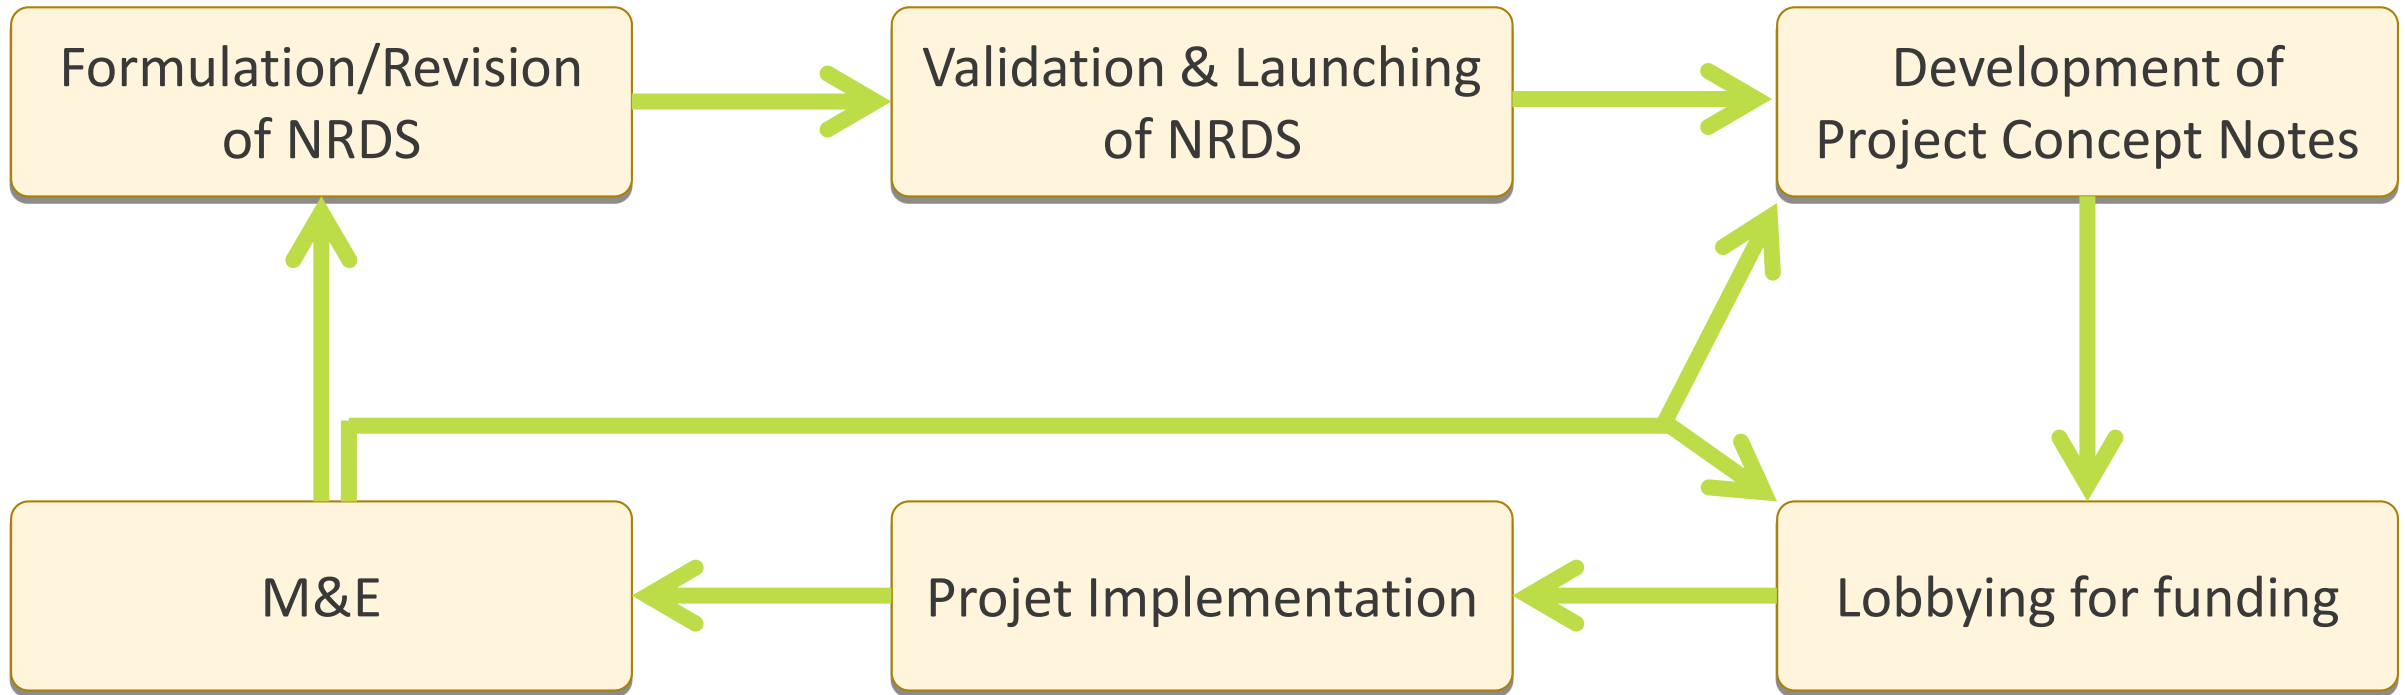 Formulation/Revision
of NRDS
Validation & Launching
of NRDS
Development of
Project Concept Notes
M&E
Projet Implementation
Lobbying for funding